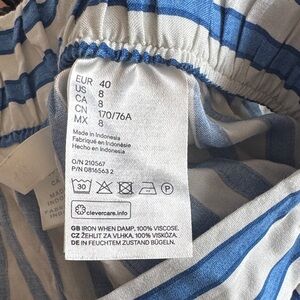 EUR 40
US 8
CA 8
CN 170/76A
MX 8
Made in Indonesia
Fabriqué en Indonésie
Hecho en Indonesia
O/N 210567
P/N 0816563 2
30
clevercare.info
GB IRON WHEN DAMP, 100% VISCOSE.
CZ ŽEHLIT ZA VLHKA. 100% VISKÓZA.
DE IN FEUCHTEM ZUSTAND BÜGELN.